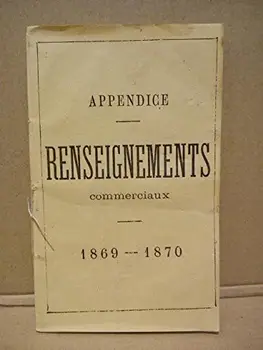 APPENDICE
RENSEIGNEMENTS
commerciaux
1869 — 1870